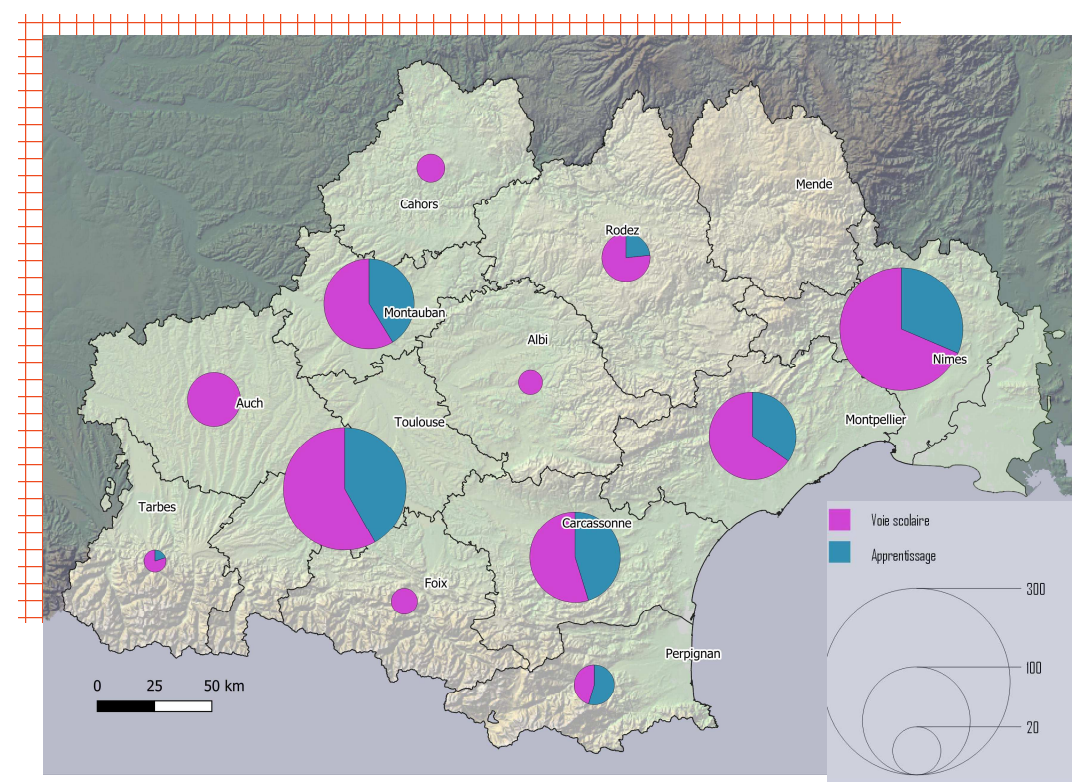 Mende
Cahors
Rodez
Montauban
Albi
Nimes
Auch
Toulouse
Montpellier
Tarbes
Carcassonne
Foix
Perpignan
0 25 50 km
Voie scolaire
Apprentissage
300
100
20